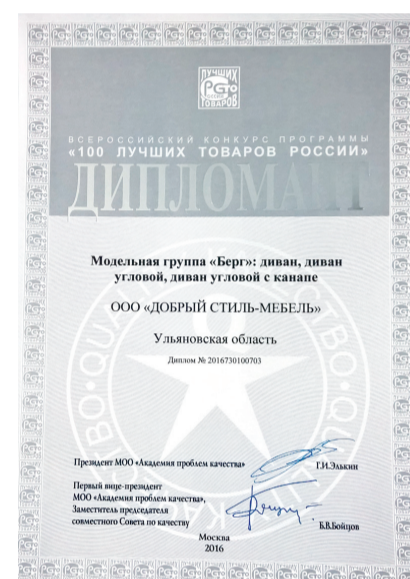 100 ЛУЧШИХ
ТОВАРОВ
ВСЕРОССИЙСКИЙ КОНКУРС ПРОГРАММЫ
«100 ЛУЧШИХ ТОВАРОВ РОССИИ»
ДИПЛОМАНТ
Модельная группа «Берг»: диван, диван
угловой, диван угловой с канапе
ООО «ДОБРЫЙ СТИЛЬ-МЕБЕЛЬ»
Ульяновская область
Диплом № 2016730100703
Президент МОО «Академия проблем качества»
Г.И.Элькин
Первый вице-президент
МОО «Академия проблем качества»,
Заместитель председателя
совместного Совета по качеству
Б.В.Бойцов
Москва
2016